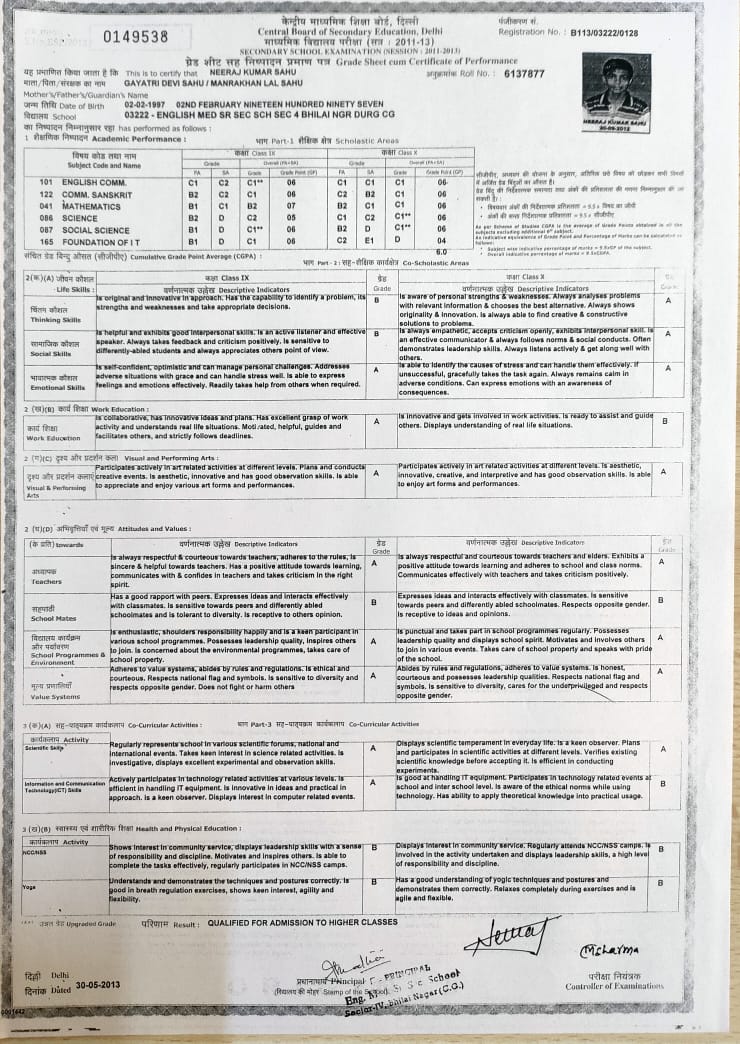 0149538
केन्द्रीय माध्यमिक शिक्षा बोर्ड, दिल्ली
Central Board of Secondary Education, Delhi
माध्यमिक विद्यालय परीक्षा (सत्र : 2011-13)
SECONDARY SCHOOL EXAMINATION (SESSION : 2011-2013)
ग्रेड शीट सह निष्पादन प्रमाण पत्र Grade Sheet cum Certificate of Performance
पंजीकरण सं.
Registration No. : B113/03222/0128
यह प्रमाणित किया जाता है कि This is to certify that NEERAJ KUMAR SAHU
अनुक्रमांक Roll No. : 6137877
माता/पिता/संरक्षक का नाम GAYATRI DEVI SAHU / MANRAKHAN LAL SAHU
Mother's/Father's/Guardian's Name
जन्म तिथि Date of Birth 02-02-1997 02ND FEBRUARY NINETEEN HUNDRED NINETY SEVEN
विद्यालय School 03222 - ENGLISH MED SR SEC SCH SEC 4 BHILAI NGR DURG CG
का निष्पादन निम्नानुसार रहा has performed as follows :
NEERAJ KUMAR SAHU
30-09-2012
1 शैक्षणिक निष्पादन Academic Performance : भाग Part-1 शैक्षिक क्षेत्र Scholastic Areas
विषय कोड तथा नाम कक्षा Class IX कक्षा Class X
Subject Code and Name Grade Overall (FA+SA) Grade Overall (FA+SA)
FA SA Grade Grade Point (GP) FA SA Grade Grade Point (GP)
101 ENGLISH COMM. C1 C2 C1** 06 C1 C1 C1 06
122 COMM. SANSKRIT C2 C2 C1** 06 C2 B2 C1 06
041 MATHEMATICS B1 C1 B2 07 B2 C1 C1 06
086 SCIENCE B2 D C2 05 C1 C2 C1** 06
087 SOCIAL SCIENCE B1 D C1** 06 B2 D C1** 06
165 FOUNDATION OF I T B1 D C1 06 C2 E1 D 04
संचित ग्रेड बिन्दु औसत (सीजीपीए) Cumulative Grade Point Average (CGPA) : 6.0
As per Scheme of Studies CGPA is the average of Grade Points obtained in all the subjects excluding additional 6th subject.
An indicative equivalence of Grade Point and Percentage of Marks can be calculated as follows:
• Subject wise indicative percentage of marks = 9.5xGP of the subject.
• Overall indicative percentage of marks = 9.5xCGPA.
भाग Part - 2 : सह-शैक्षिक कार्यक्षेत्र Co-Scholastic Areas
2(क)(A) जीवन कौशल कक्षा Class IX ग्रेड कक्षा Class X ग्रेड
- Life Skills : वर्णनात्मक उल्लेख Descriptive Indicators Grade वर्णनात्मक उल्लेख Descriptive Indicators Grade
चिंतन कौशल
Thinking Skills
Is original and innovative in approach. Has the capability to identify a problem, its
strengths and weaknesses and take appropriate decisions.
B
Is aware of personal strengths & weaknesses. Always analyses problems
with relevant information & chooses the best alternative. Always shows
originality & innovation. Is always able to find creative & constructive
solutions to problems.
A
सामाजिक कौशल
Social Skills
Is helpful and exhibits good interpersonal skills. Is an active listener and effective
speaker. Always takes feedback and criticism positively. Is sensitive to
differently-abled students and always appreciates others point of view.
B
Is always empathetic, accepts criticism openly, exhibits interpersonal skill. Is
an effective communicator & always follows norms & social conducts. Often
demonstrates leadership skills. Always listens actively & get along well with
others.
A
भावात्मक कौशल
Emotional Skills
Is self-confident, optimistic and can manage personal challenges. Addresses
adverse situations with grace and can handle stress well. Is able to express
feelings and emotions effectively. Readily takes help from others when required.
A
Is able to identify the causes of stress and can handle them effectively. If
unsuccessful, gracefully takes the task again. Always remains calm in
adverse conditions. Can express emotions with an awareness of
consequences.
A
2 (ख)(B) कार्य शिक्षा Work Education :
कार्य शिक्षा
Work Education
Is collaborative, has innovative ideas and plans. Has excellent grasp of work
activity and understands real life situations. Motivated, helpful, guides and
facilitates others, and strictly follows deadlines.
A
Is innovative and gets involved in work activities. Is ready to assist and guide
others. Displays understanding of real life situations.
B
2 (ग)(C) दृश्य और प्रदर्शन कला Visual and Performing Arts :
दृश्य और प्रदर्शन कलाएं
Visual & Performing
Arts
Participates actively in art related activities at different levels. Plans and conducts
creative events. Is aesthetic, innovative and has good observation skills. Is able
to appreciate and enjoy various art forms and performances.
A
Participates actively in art related activities at different levels. Is aesthetic,
innovative, creative, and interpretive and has good observation skills. Is able
to enjoy art forms and performances.
A
2 (घ)(D) अभिवृत्तियाँ एवं मूल्य Attitudes and Values :
(के प्रति) towards वर्णनात्मक उल्लेख Descriptive Indicators ग्रेड Grade वर्णनात्मक उल्लेख Descriptive Indicators ग्रेड Grade
अध्यापक
Teachers
Is always respectful & courteous towards teachers, adheres to the rules, is
sincere & helpful towards teachers. Has a positive attitude towards learning,
communicates with & confides in teachers and takes criticism in the right
spirit.
A
Is always respectful and courteous towards teachers and elders. Exhibits a
positive attitude towards learning and adheres to school and class norms.
Communicates effectively with teachers and takes criticism positively.
A
सहपाठी
School Mates
Has a good rapport with peers. Expresses ideas and interacts effectively
with classmates. Is sensitive towards peers and differently abled
schoolmates and is tolerant to diversity. Is receptive to others opinion.
B
Expresses ideas and interacts effectively with classmates. Is sensitive
towards peers and differently abled schoolmates. Respects opposite gender.
Is receptive to ideas and opinions.
B
विद्यालय कार्यक्रम
और पर्यावरण
School Programmes &
Environment
Is enthusiastic, shoulders responsibility happily and is a keen participant in
various school programmes. Possesses leadership quality, inspires others
to join. Is concerned about the environmental programmes, takes care of
school property.
A
Is punctual and takes part in school programmes regularly. Possesses
leadership quality and displays school spirit. Motivates and involves others
to join in various events. Takes care of school property and speaks with pride
of the school.
A
मूल्य प्रणालियाँ
Value Systems
Adheres to value systems, abides by rules and regulations. Is ethical and
courteous. Respects national flag and symbols. Is sensitive to diversity and
respects opposite gender. Does not fight or harm others
A
Abides by rules and regulations, adheres to value systems. Is honest,
courteous and possesses leadership qualities. Respects national flag and
symbols. Is sensitive to diversity, cares for the underprivileged and respects
opposite gender.
A
3 (क)(A) सह-पाठ्यक्रम कार्यकलाप Co-Curricular Activities : भाग Part-3 सह-पाठ्यक्रम कार्यकलाप Co-Curricular Activities
कार्यकलाप Activity
Scientific Skills
Regularly represents school in various scientific forums, national and
international events. Takes keen interest in science related activities. Is
investigative, displays excellent experimental and observation skills.
A
Displays scientific temperament in everyday life. Is a keen observer. Plans
and participates in scientific activities at different levels. Verifies existing
scientific knowledge before accepting it. Is efficient in conducting
experiments.
A
Information and Communication
Technology(ICT) Skills
Actively participates in technology related activities at various levels. Is
efficient in handling IT equipment. Is innovative in ideas and practical in
approach. Is a keen observer. Displays interest in computer related events.
A
Is good at handling IT equipment. Participates in technology related events at
school and inter school level. Is aware of the ethical norms while using
technology. Has ability to apply theoretical knowledge into practical usage.
B
3 (ख)(B) स्वास्थ्य एवं शारीरिक शिक्षा Health and Physical Education :
कार्यकलाप Activity
NCC/NSS
Shows interest in community service, displays leadership skills with a sense
of responsibility and discipline. Motivates and inspires others. Is able to
complete the tasks effectively, regularly participates in NCC/NSS camps.
B
Displays interest in community service. Regularly attends NCC/NSS camps. Is
involved in the activity undertaken and displays leadership skills, a high level
of responsibility and discipline.
B
Yoga
Understands and demonstrates the techniques and postures correctly. Is
good in breath regulation exercises, shows keen interest, agility and
flexibility.
B
Has a good understanding of yogic techniques and postures and
demonstrates them correctly. Relaxes completely during exercises and is
agile and flexible.
B
उन्नत ग्रेड Upgraded Grade परिणाम Result : QUALIFIED FOR ADMISSION TO HIGHER CLASSES
दिल्ली Delhi
दिनांक Dated 30-05-2013
प्रधानाचार्य Principal
(विद्यालय की मोहर Stamp of the School)
PRINCIPAL
Eng. M. Sr. S c School
Sector-IV, Bhilai Nagar (C.G.)
MSharma
परीक्षा नियंत्रक
Controller of Examinations